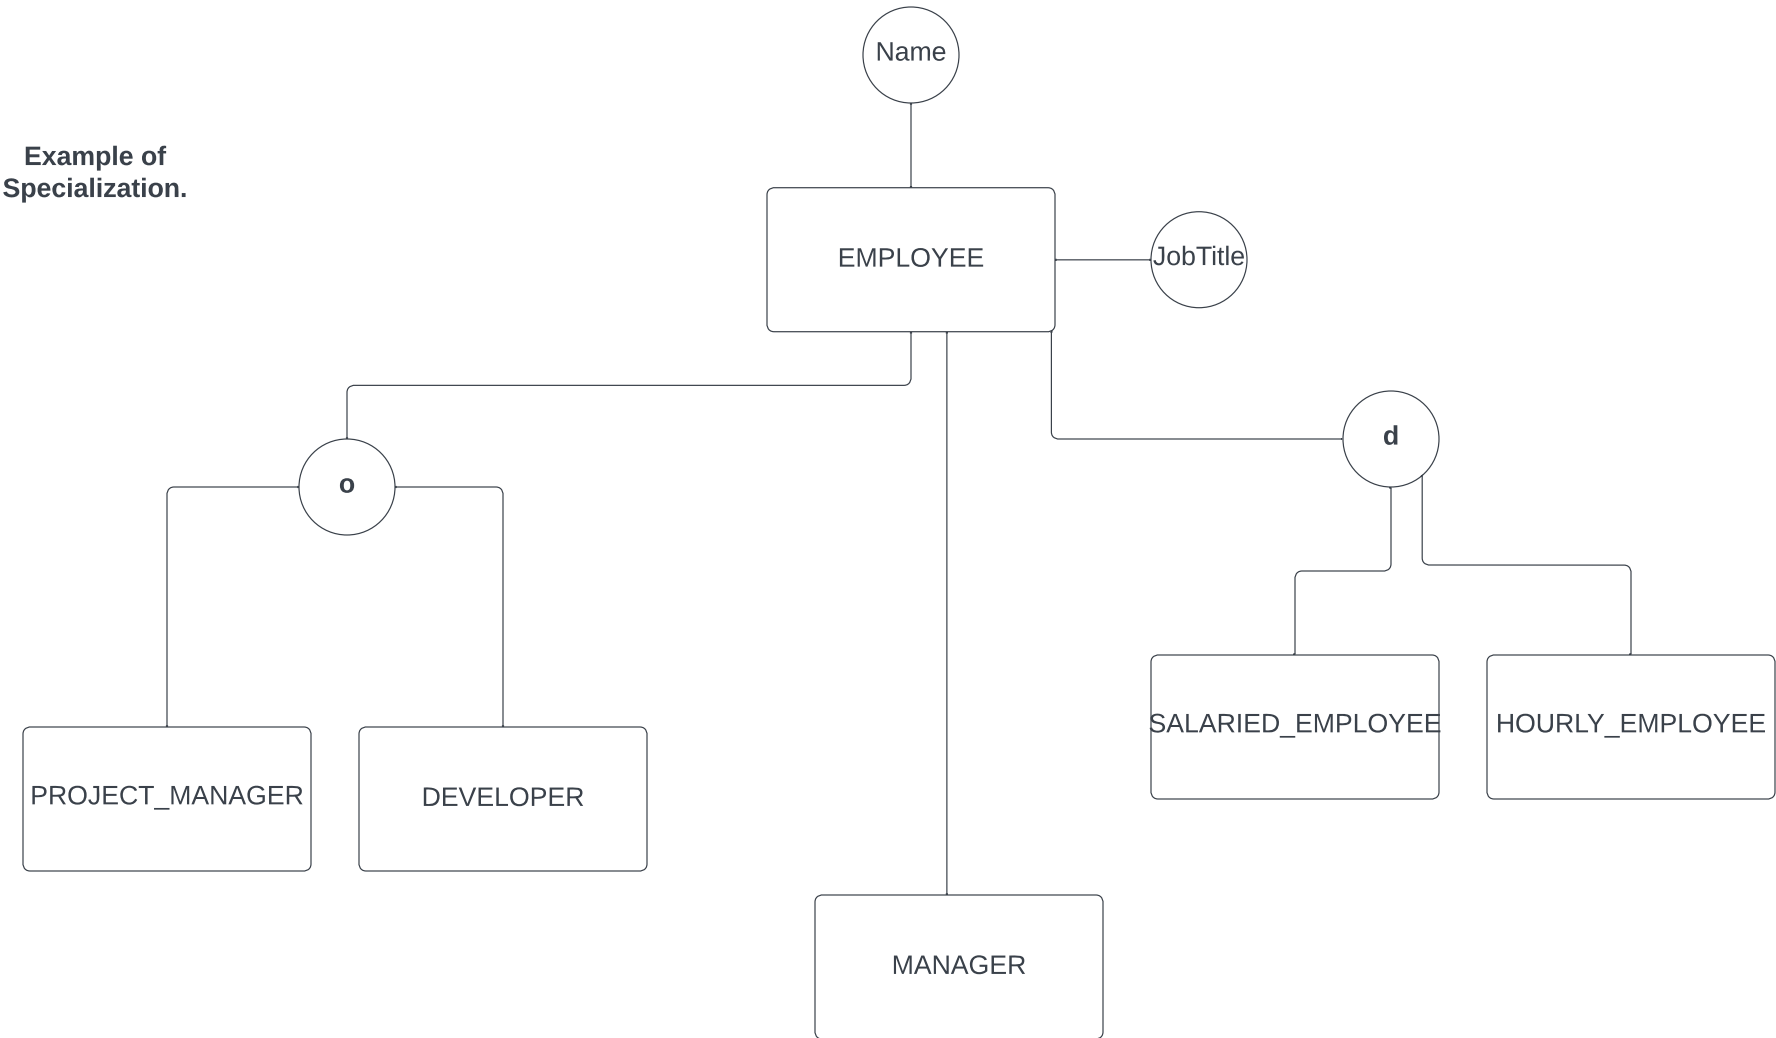 Name
Example of
Specialization.
EMPLOYEE
JobTitle
d
o
SALARIED_EMPLOYEE
HOURLY_EMPLOYEE
PROJECT_MANAGER
DEVELOPER
MANAGER